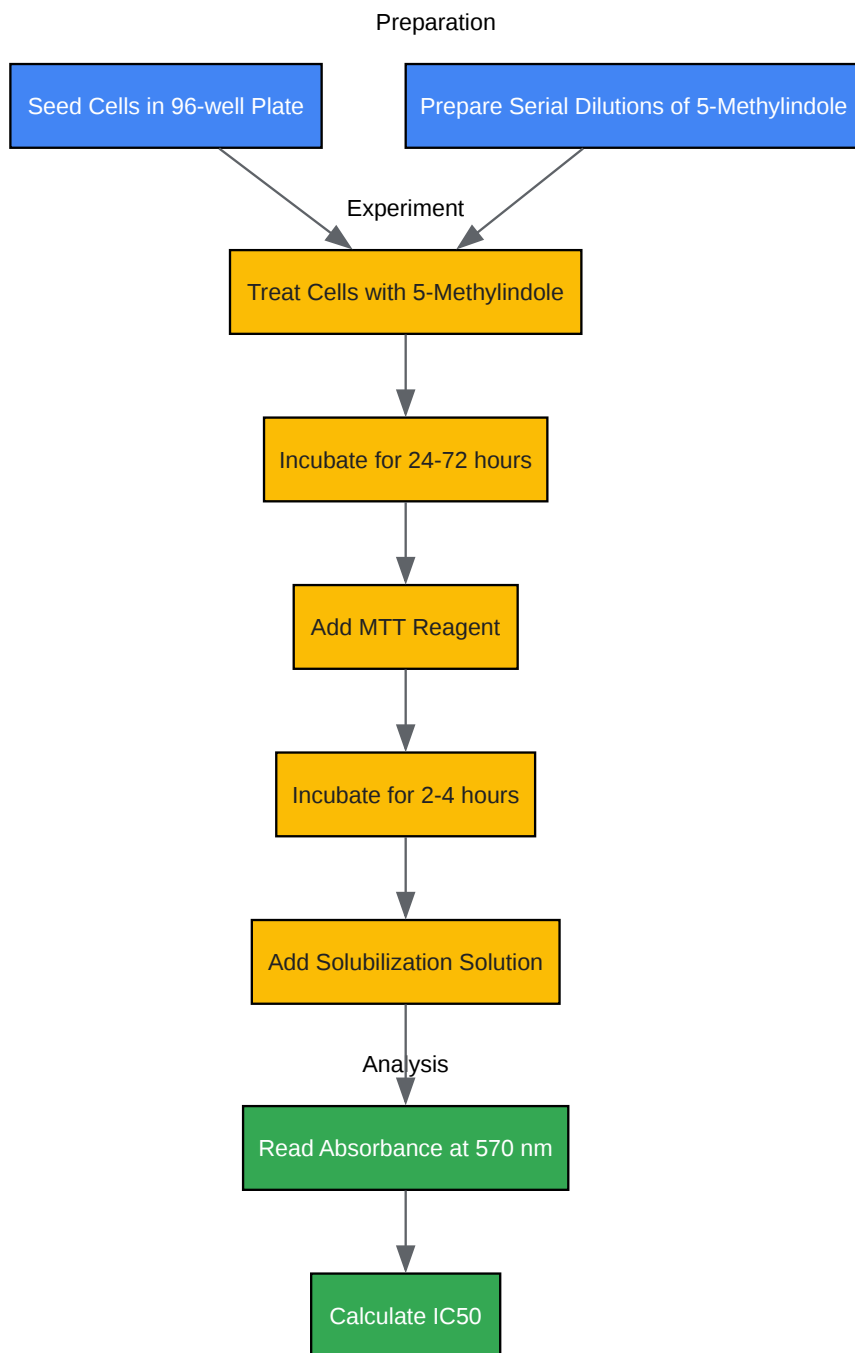 Preparation
Seed Cells in 96-well Plate
Prepare Serial Dilutions of 5-Methylindole
Experiment
Treat Cells with 5-Methylindole
Incubate for 24-72 hours
Add MTT Reagent
Incubate for 2-4 hours
Add Solubilization Solution
Analysis
Read Absorbance at 570 nm
Calculate IC50